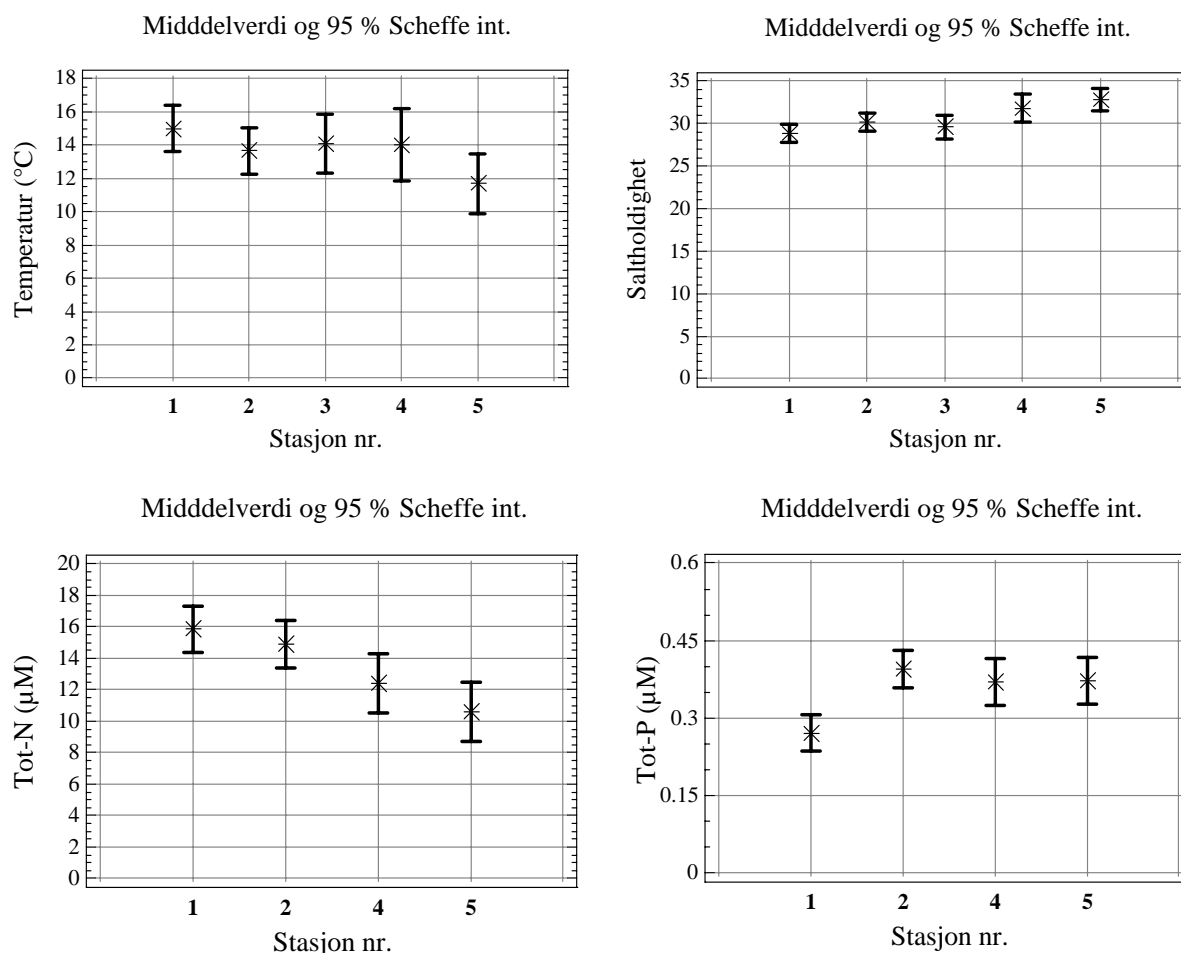 Midddelverdi og 95 % Scheffe int.
Temperatur (°C)
18
16
14
12
10
8
6
4
2
0
1 2 3 4 5
Stasjon nr.
Midddelverdi og 95 % Scheffe int.
Saltholdighet
35
30
25
20
15
10
5
0
1 2 3 4 5
Stasjon nr.
Midddelverdi og 95 % Scheffe int.
Tot-N (µM)
20
18
16
14
12
10
8
6
4
2
0
1 2 4 5
Stasjon nr.
Midddelverdi og 95 % Scheffe int.
Tot-P (µM)
0.6
0.45
0.3
0.15
0
1 2 4 5
Stasjon nr.